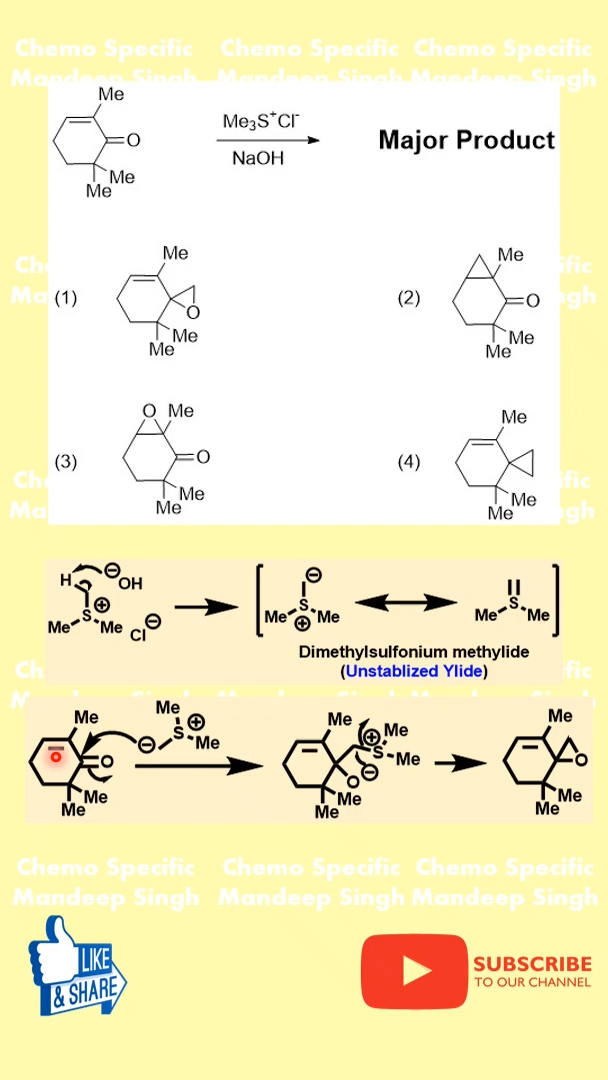 Chemo Specific Chemo Specific Chemo Specific
Mandeep Singh Mandeep Singh Mandeep Singh
Me
O
Me
Me
Me3S+Cl-
NaOH
Major Product
(1)
Me
O
Me
Me
(2)
Me
O
Me
Me
(3)
O
Me
O
Me
Me
(4)
Me
Me
Me
H
⊖
OH
S
⊕
Me
Me
Cl
⊖
⊖
Me
S
Me
⊕
Me
S
Me
Dimethylsulfonium methylide
(Unstablized Ylide)
Me
O
Me
Me
Me
S
⊕
Me
⊖
Me
⊕
S
Me
Me
O
⊖
Me
Me
Me
O
Me
Me
Chemo Specific Chemo Specific Chemo Specific
Mandeep Singh Mandeep Singh Mandeep Singh
LIKE
& SHARE
SUBSCRIBE
TO OUR CHANNEL